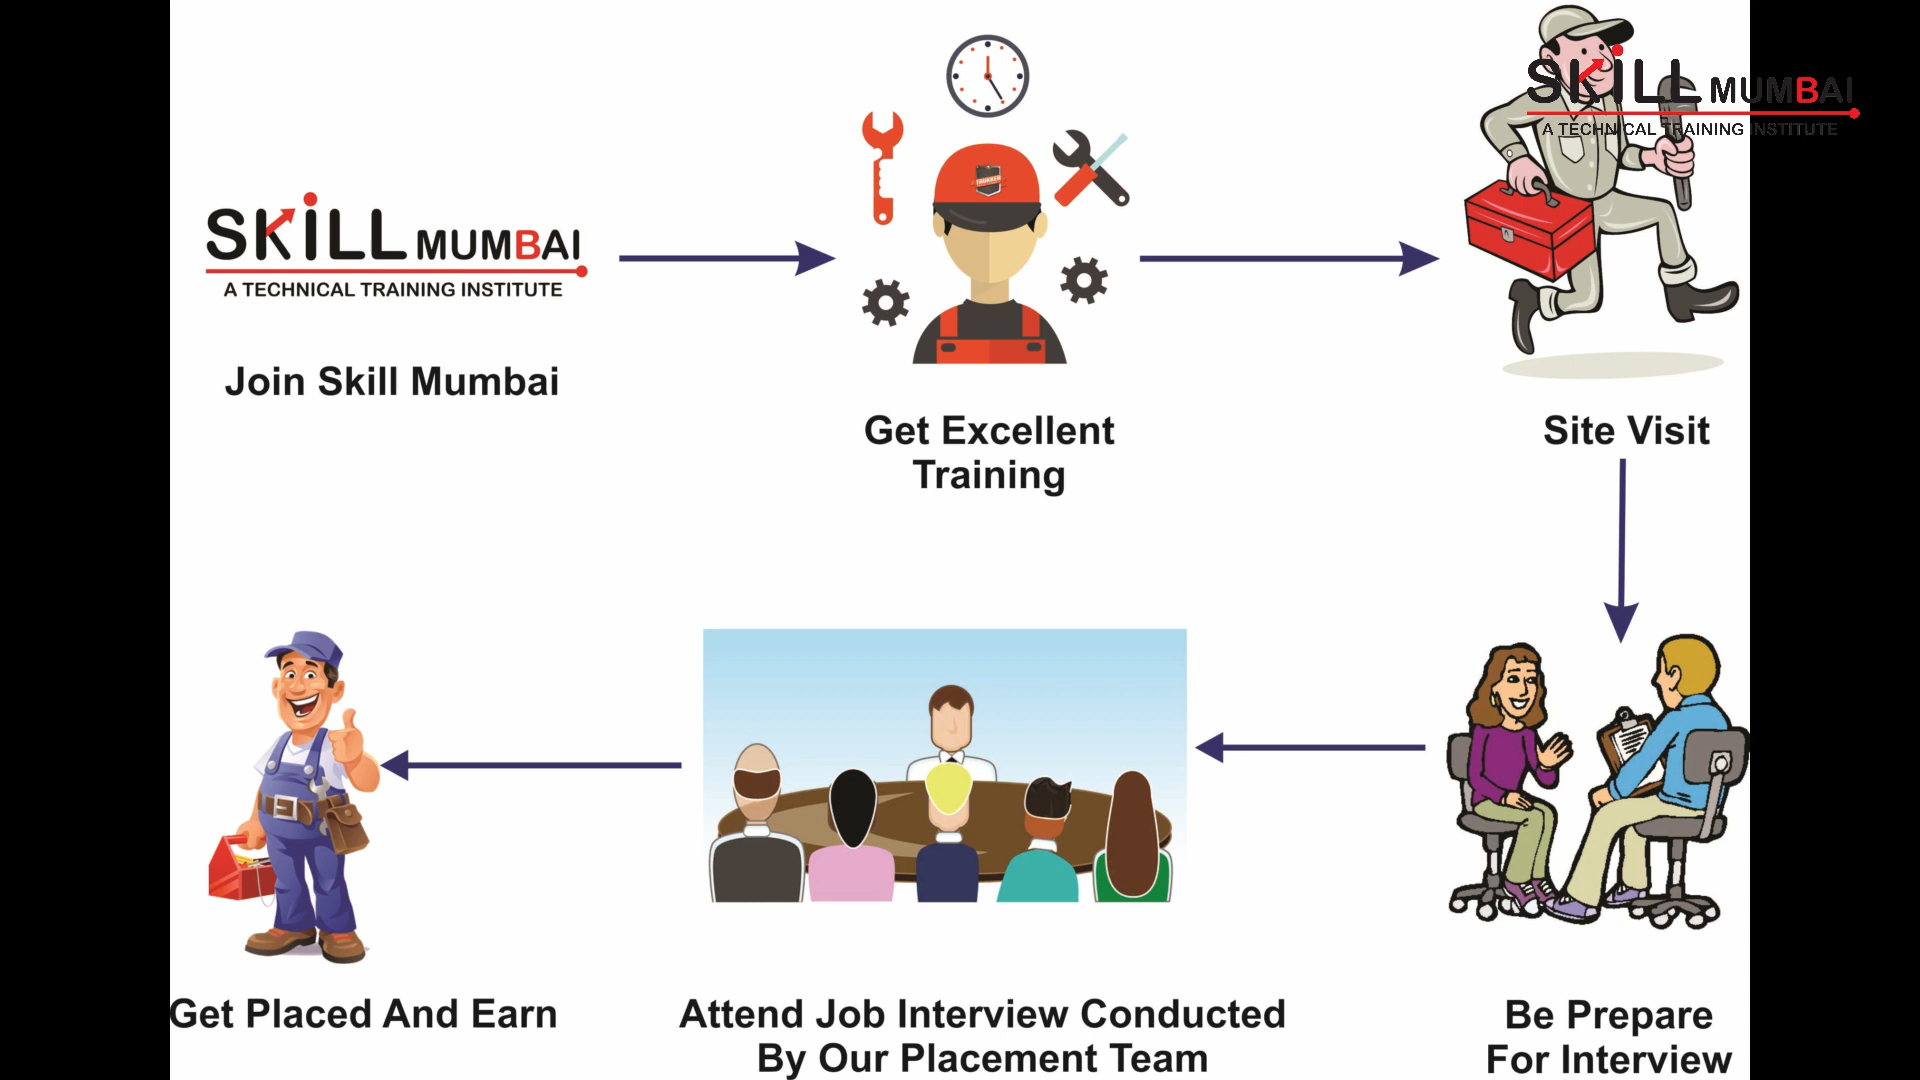 SKiLL MUMBAI
A TECHNICAL TRAINING INSTITUTE
SKiLL MUMBAI
A TECHNICAL TRAINING INSTITUTE
Join Skill Mumbai
Get Excellent
Training
Site Visit
Get Placed And Earn
Attend Job Interview Conducted
By Our Placement Team
Be Prepare
For Interview